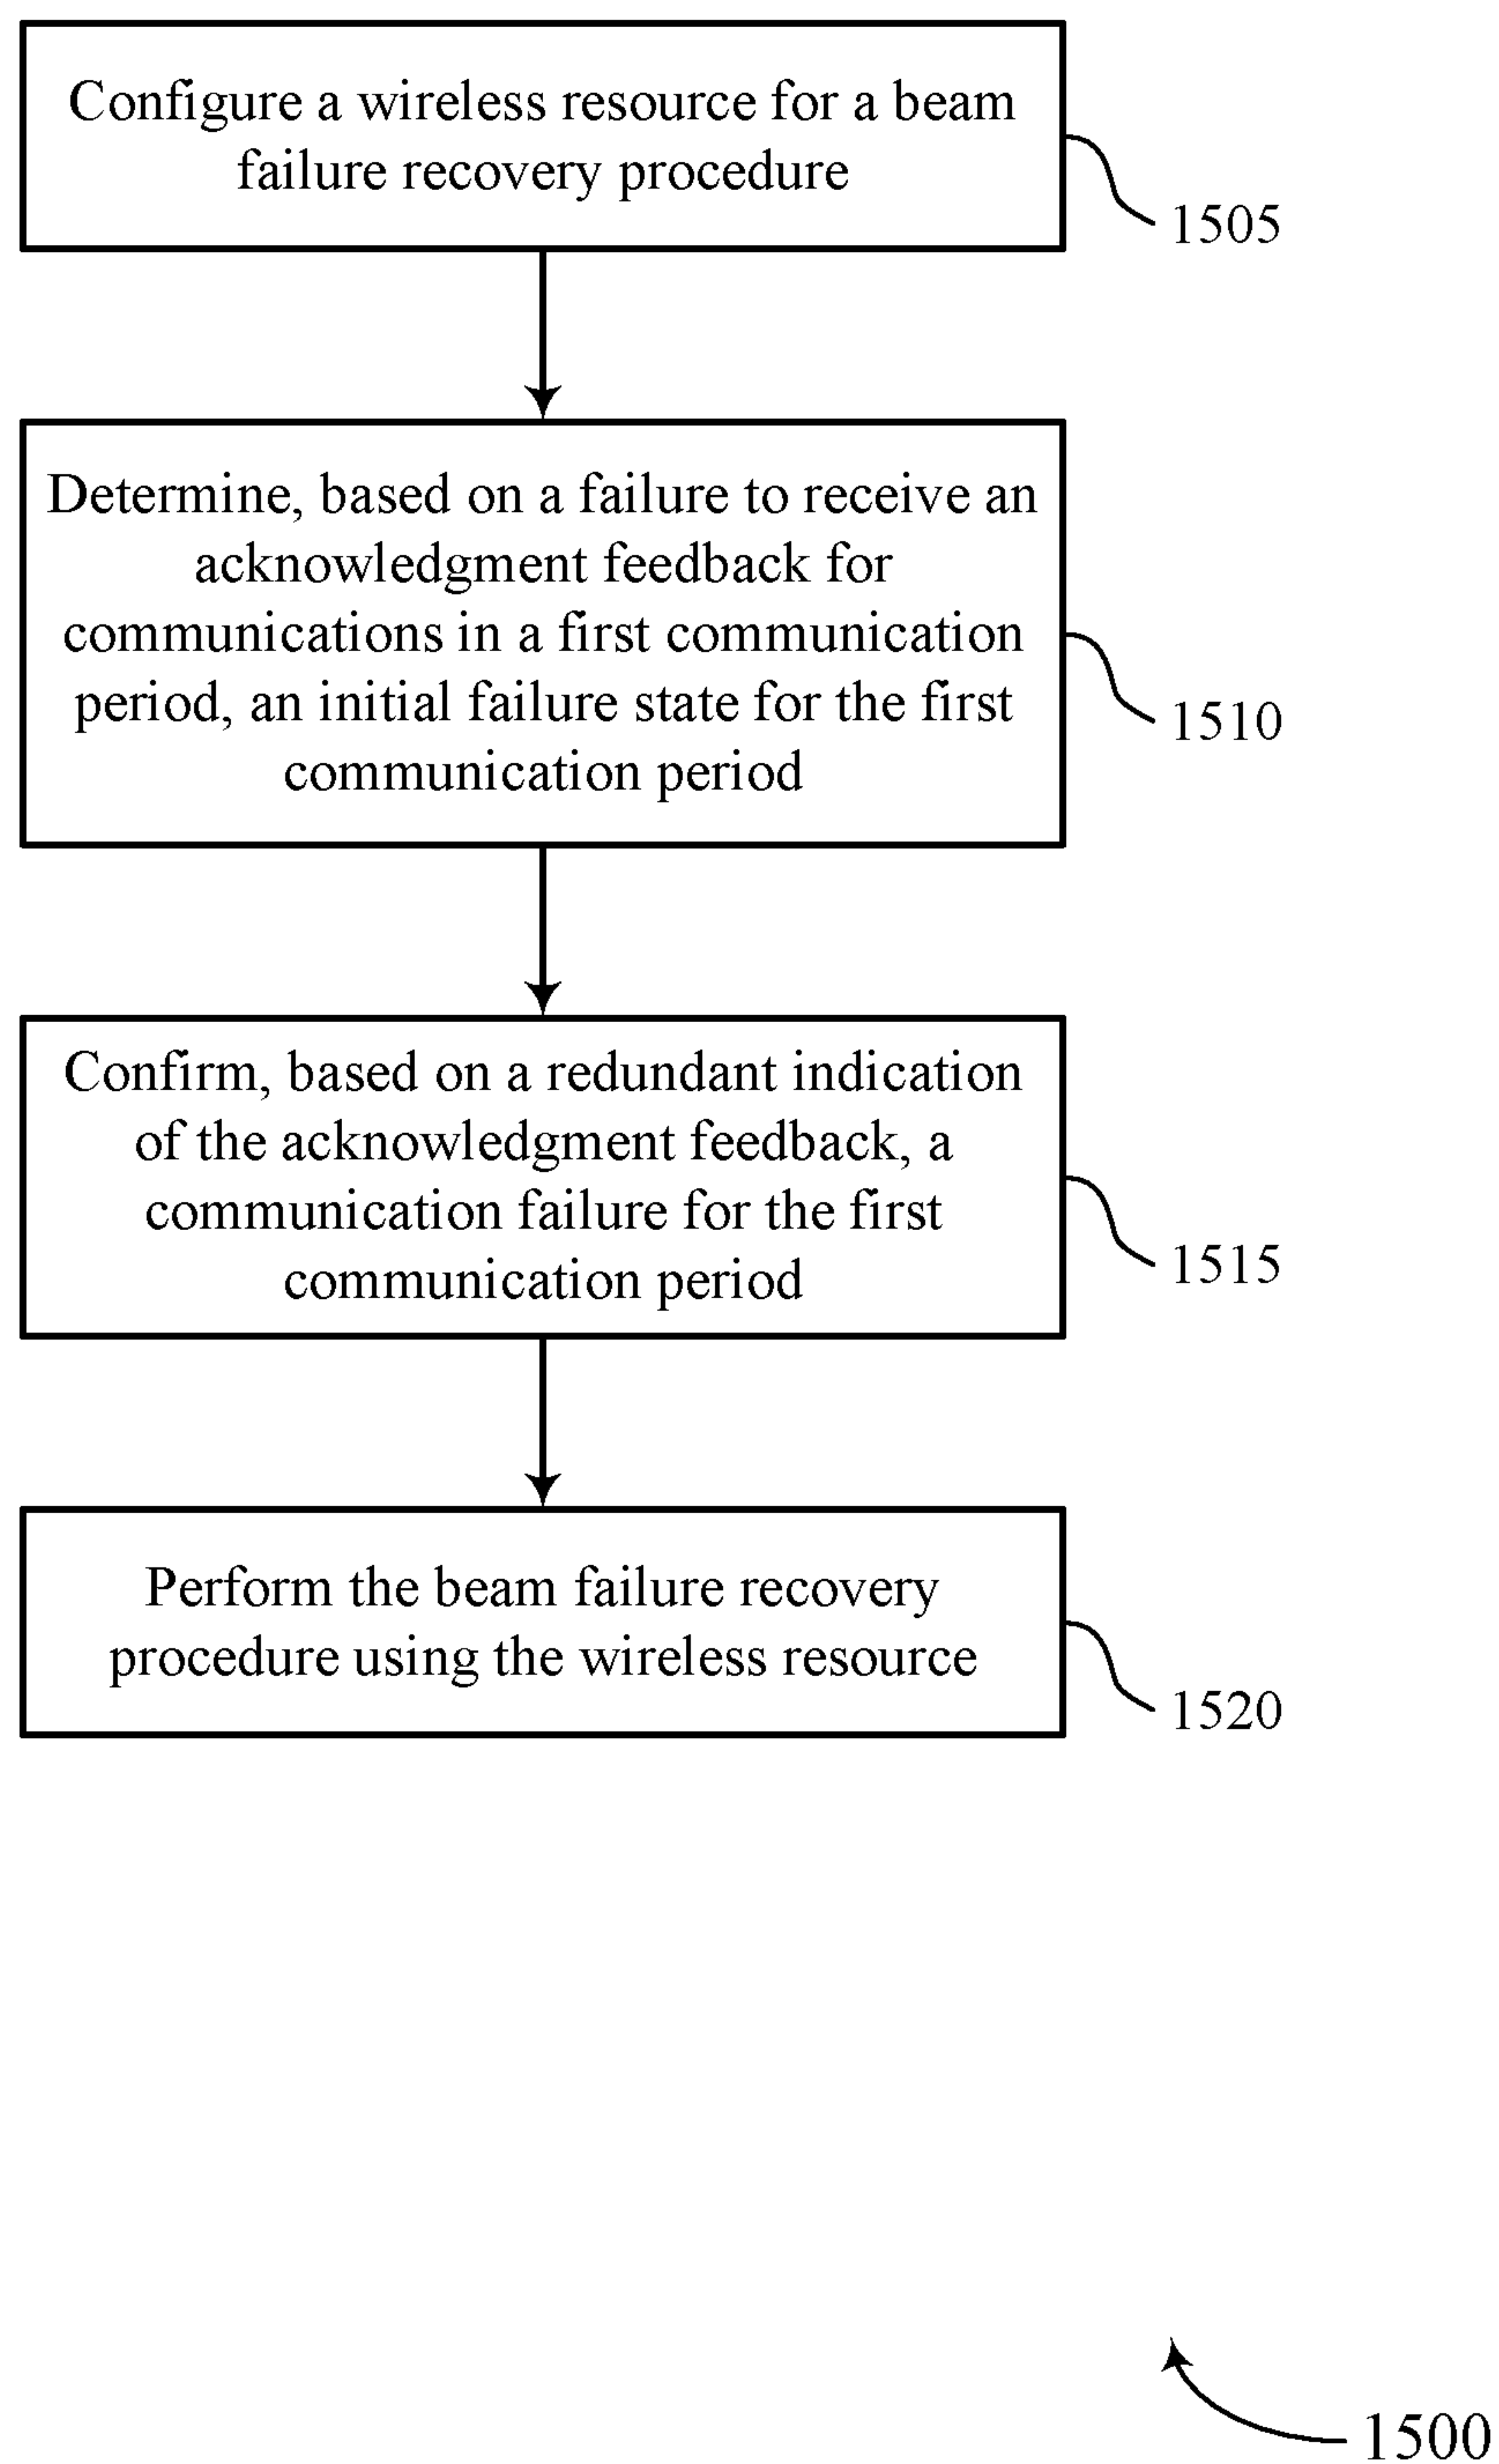 Configure a wireless resource for a beam
failure recovery procedure
1505
Determine, based on a failure to receive an
acknowledgment feedback for
communications in a first communication
period, an initial failure state for the first
communication period
1510
Confirm, based on a redundant indication
of the acknowledgment feedback, a
communication failure for the first
communication period
1515
Perform the beam failure recovery
procedure using the wireless resource
1520
1500